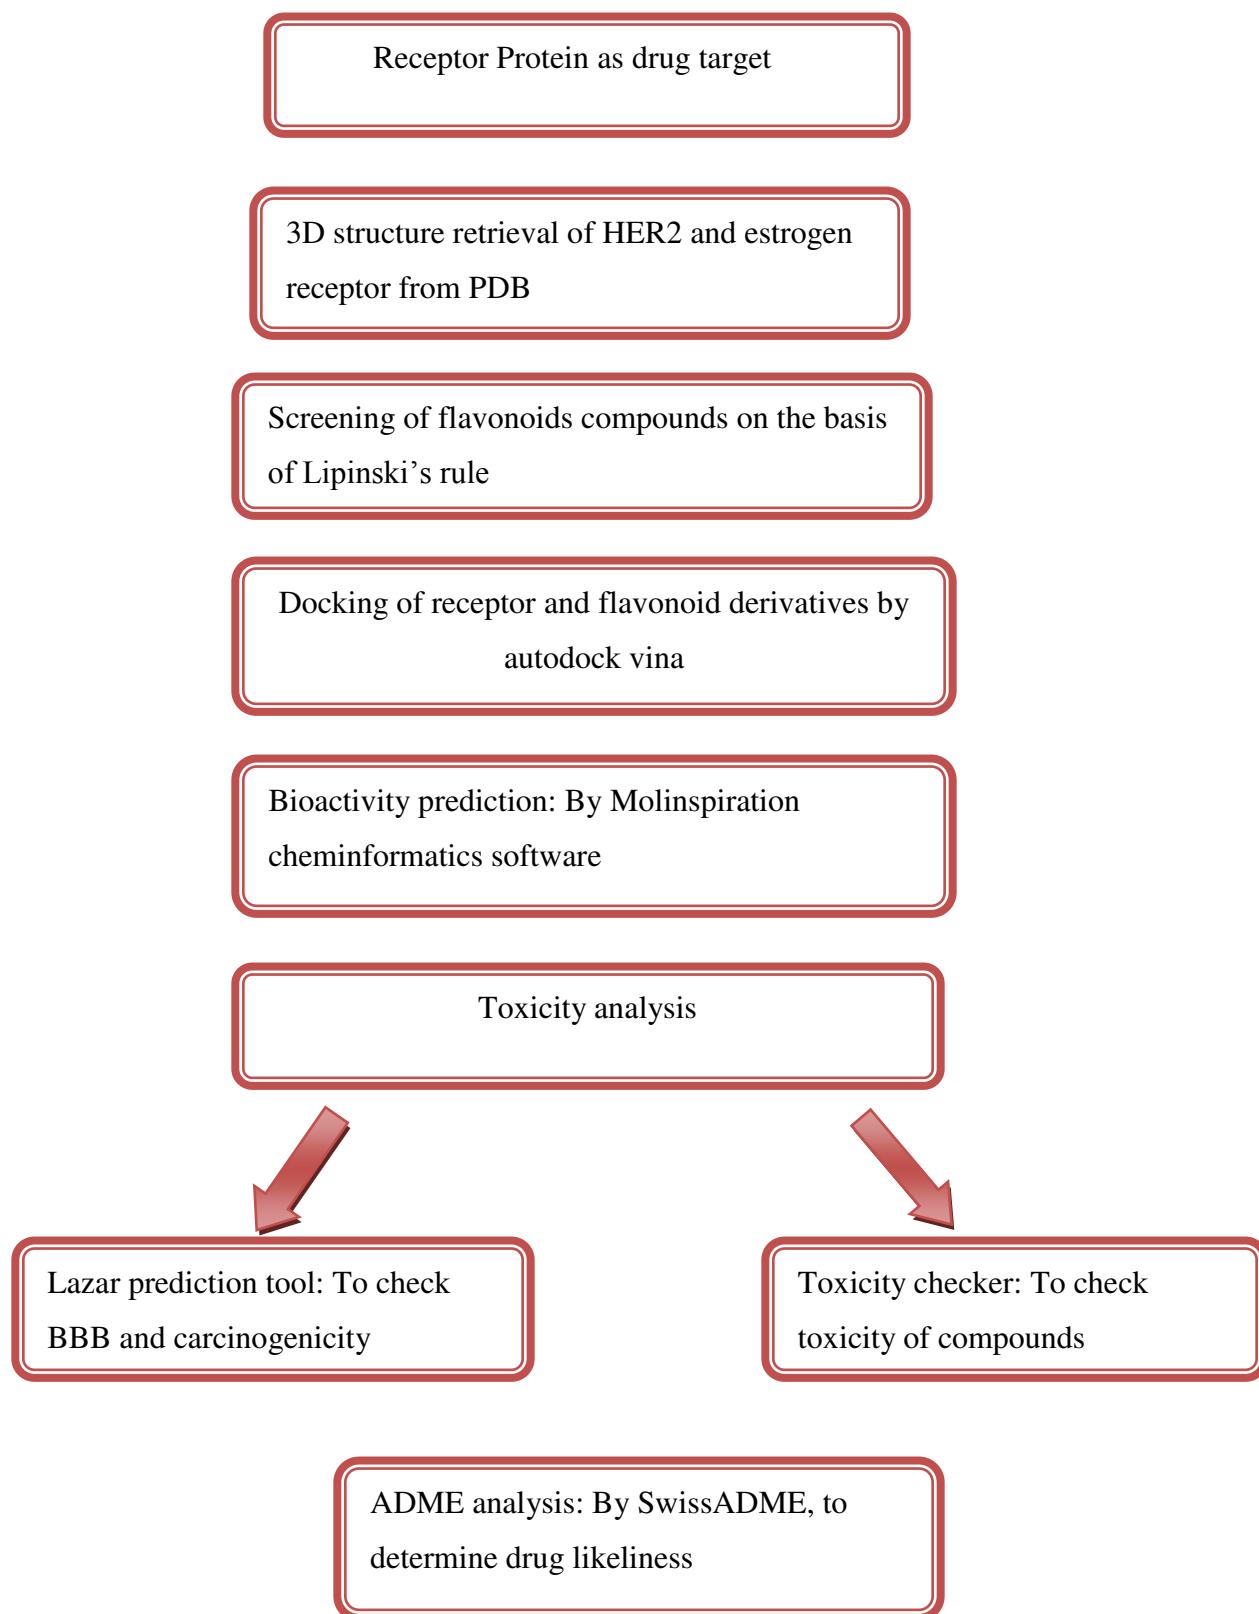 Receptor Protein as drug target
3D structure retrieval of HER2 and estrogen
receptor from PDB
Screening of flavonoids compounds on the basis
of Lipinski’s rule
Docking of receptor and flavonoid derivatives by
autodock vina
Bioactivity prediction: By Molinspiration
cheminformatics software
Toxicity analysis
Lazar prediction tool: To check
BBB and carcinogenicity
Toxicity checker: To check
toxicity of compounds
ADME analysis: By SwissADME, to
determine drug likeliness